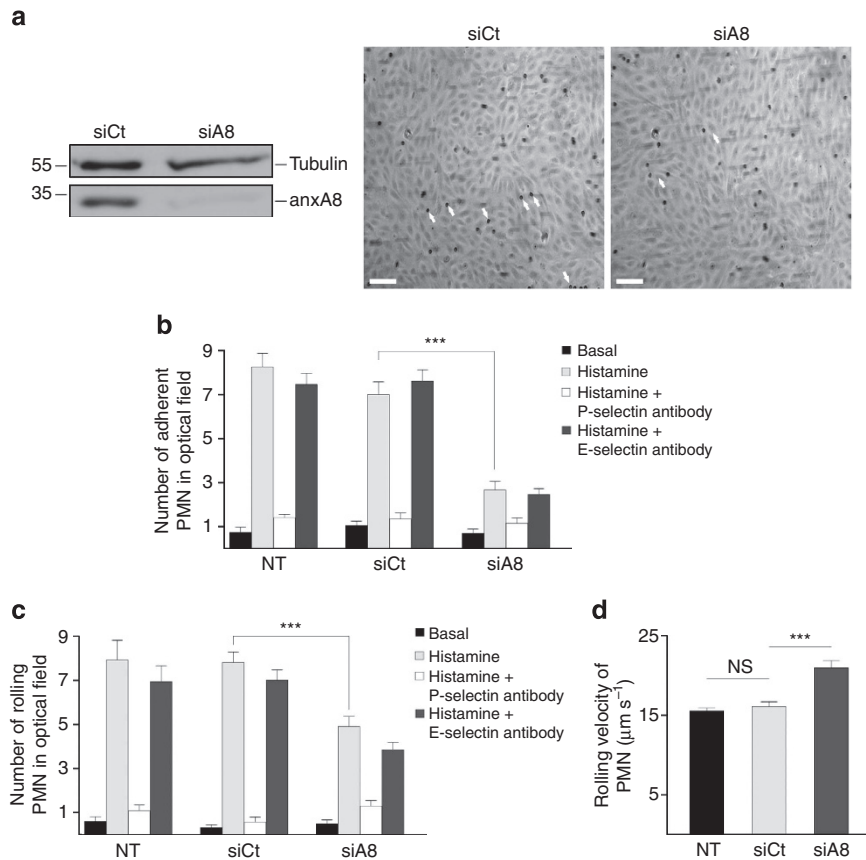 a
siCt
siA8
siCt
siA8
55
Tubulin
35
anxA8
b
Number of adherent
PMN in optical field
9
7
5
3
1
***
NT
siCt
siA8
Basal
Histamine
Histamine +
P-selectin antibody
Histamine +
E-selectin antibody
c
Number of rolling
PMN in optical field
9
7
5
3
1
***
NT
siCt
siA8
Basal
Histamine
Histamine +
P-selectin antibody
Histamine +
E-selectin antibody
d
Rolling velocity of
PMN (μm s⁻¹)
25
15
5
NS
***
NT
siCt
siA8